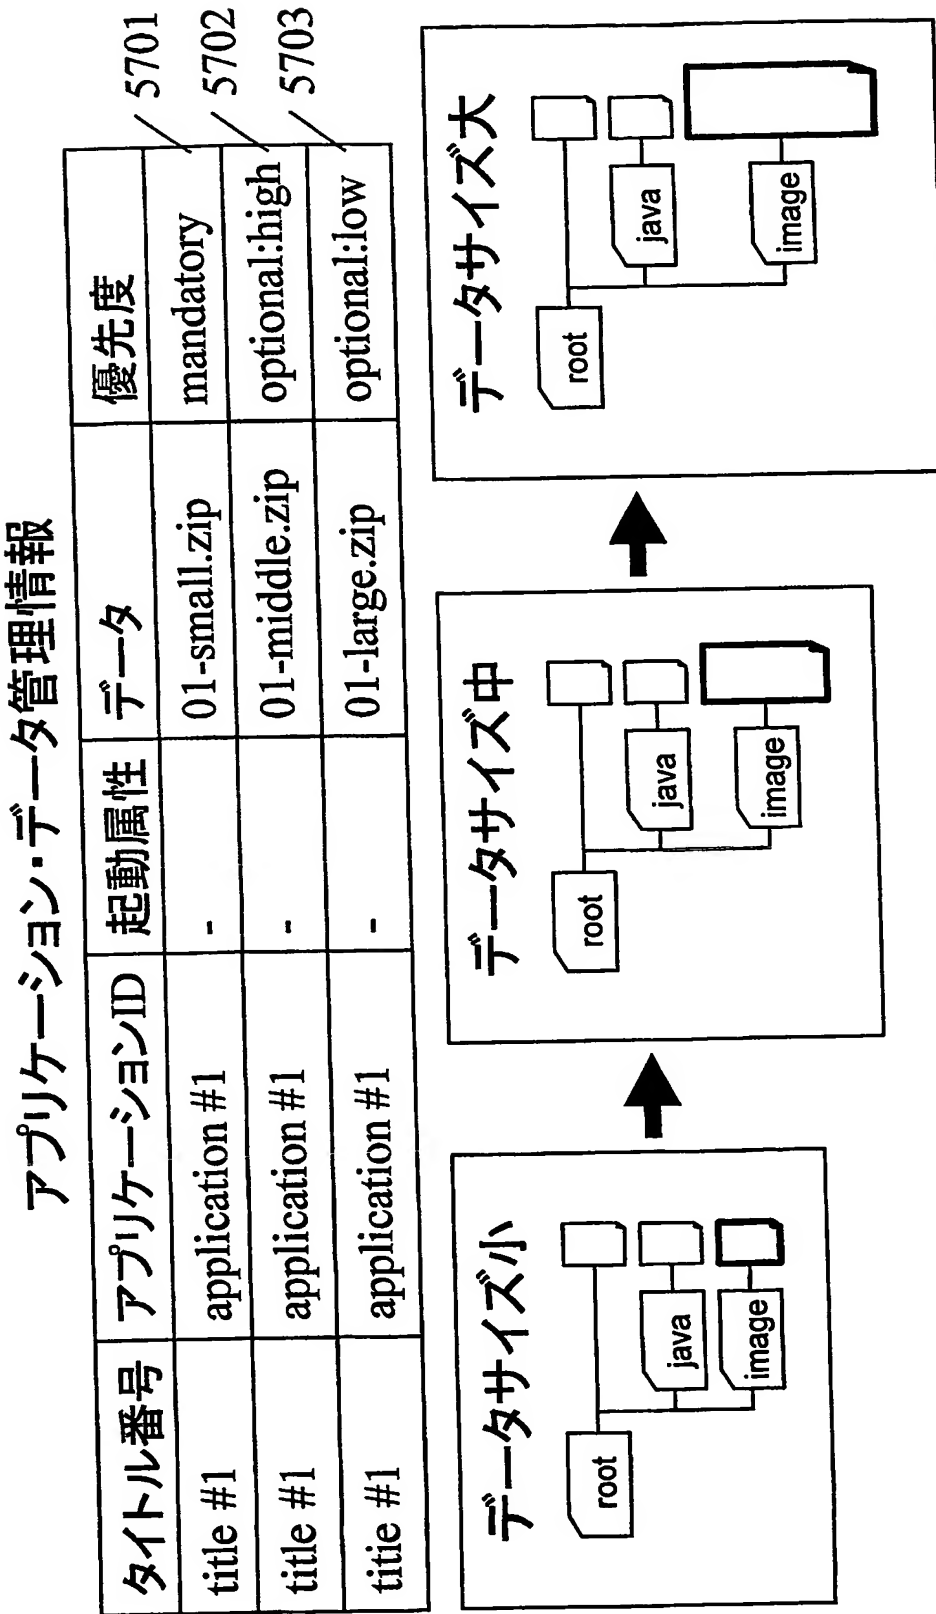 アプリケーション・データ管理情報
タイトル番号 アプリケーションID 起動属性 データ 優先度
title #1 application #1 - 01-small.zip mandatory 5701
title #1 application #1 - 01-middle.zip optional:high 5702
titie #1 application #1 - 01-large.zip optional:low 5703
データサイズ小
root
java
image
データサイズ中
root
java
image
データサイズ大
root
java
image